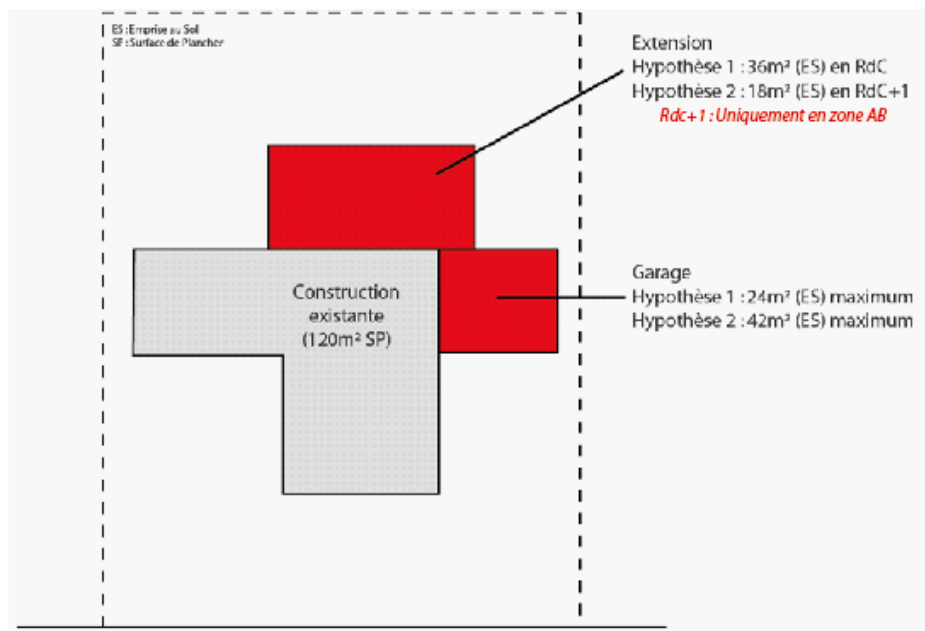 ES : Emprise au Sol
SP : Surface de Plancher
Extension
Hypothèse 1 : 36m² (ES) en RdC
Hypothèse 2 : 18m² (ES) en RdC+1
Rdc+1 : Uniquement en zone AB
Construction
existante
(120m² SP)
Garage
Hypothèse 1 : 24m² (ES) maximum
Hypothèse 2 : 42m² (ES) maximum